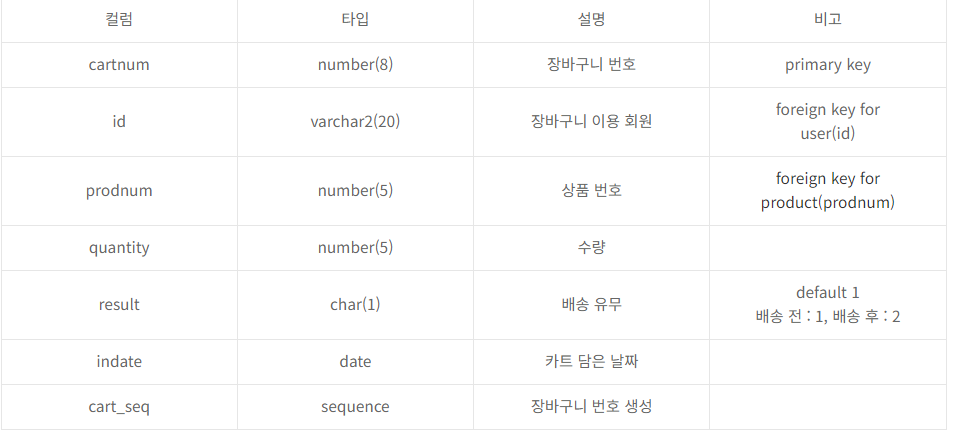 컬럼 타입 설명 비고
cartnum number(8) 장바구니 번호 primary key
id varchar2(20) 장바구니 이용 회원 foreign key for
user(id)
prodnum number(5) 상품 번호 foreign key for
product(prodnum)
quantity number(5) 수량
result char(1) 배송 유무 default 1
배송 전 : 1, 배송 후 : 2
indate date 카트 담은 날짜
cart_seq sequence 장바구니 번호 생성